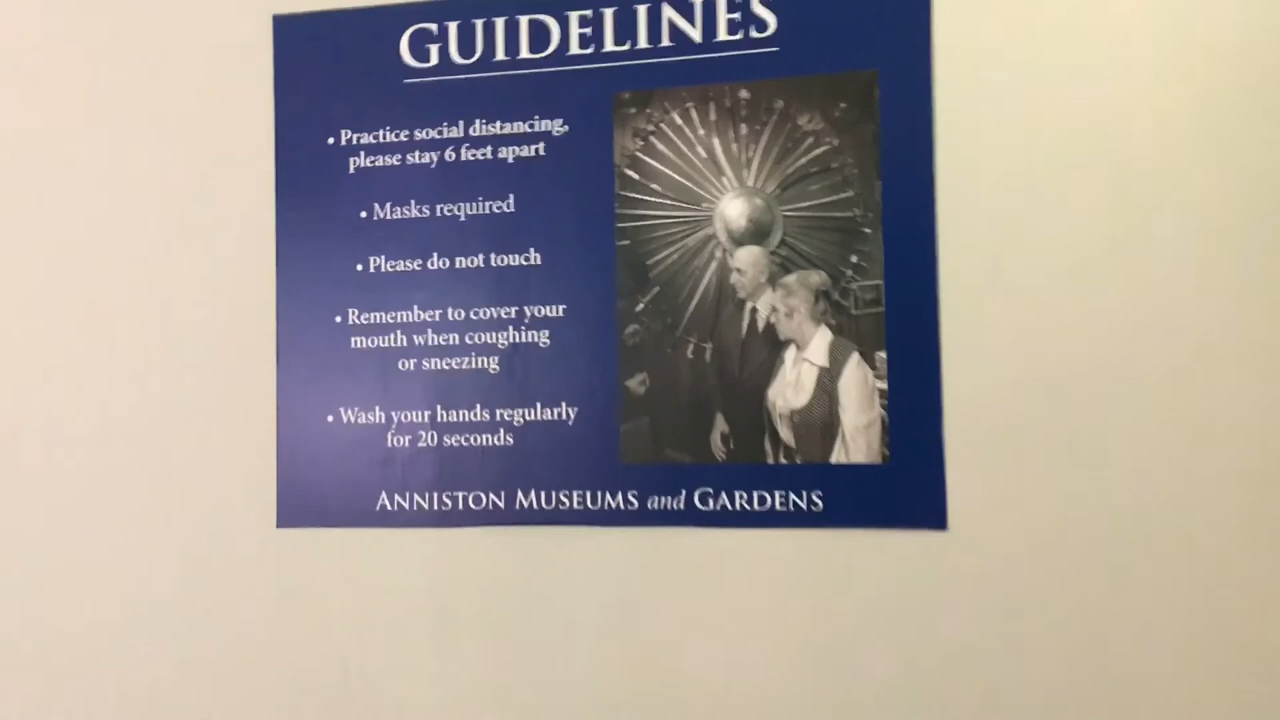 GUIDELINES
• Practice social distancing,
please stay 6 feet apart
• Masks required
• Please do not touch
• Remember to cover your
mouth when coughing
or sneezing
• Wash your hands regularly
for 20 seconds
ANNISTON MUSEUMS and GARDENS